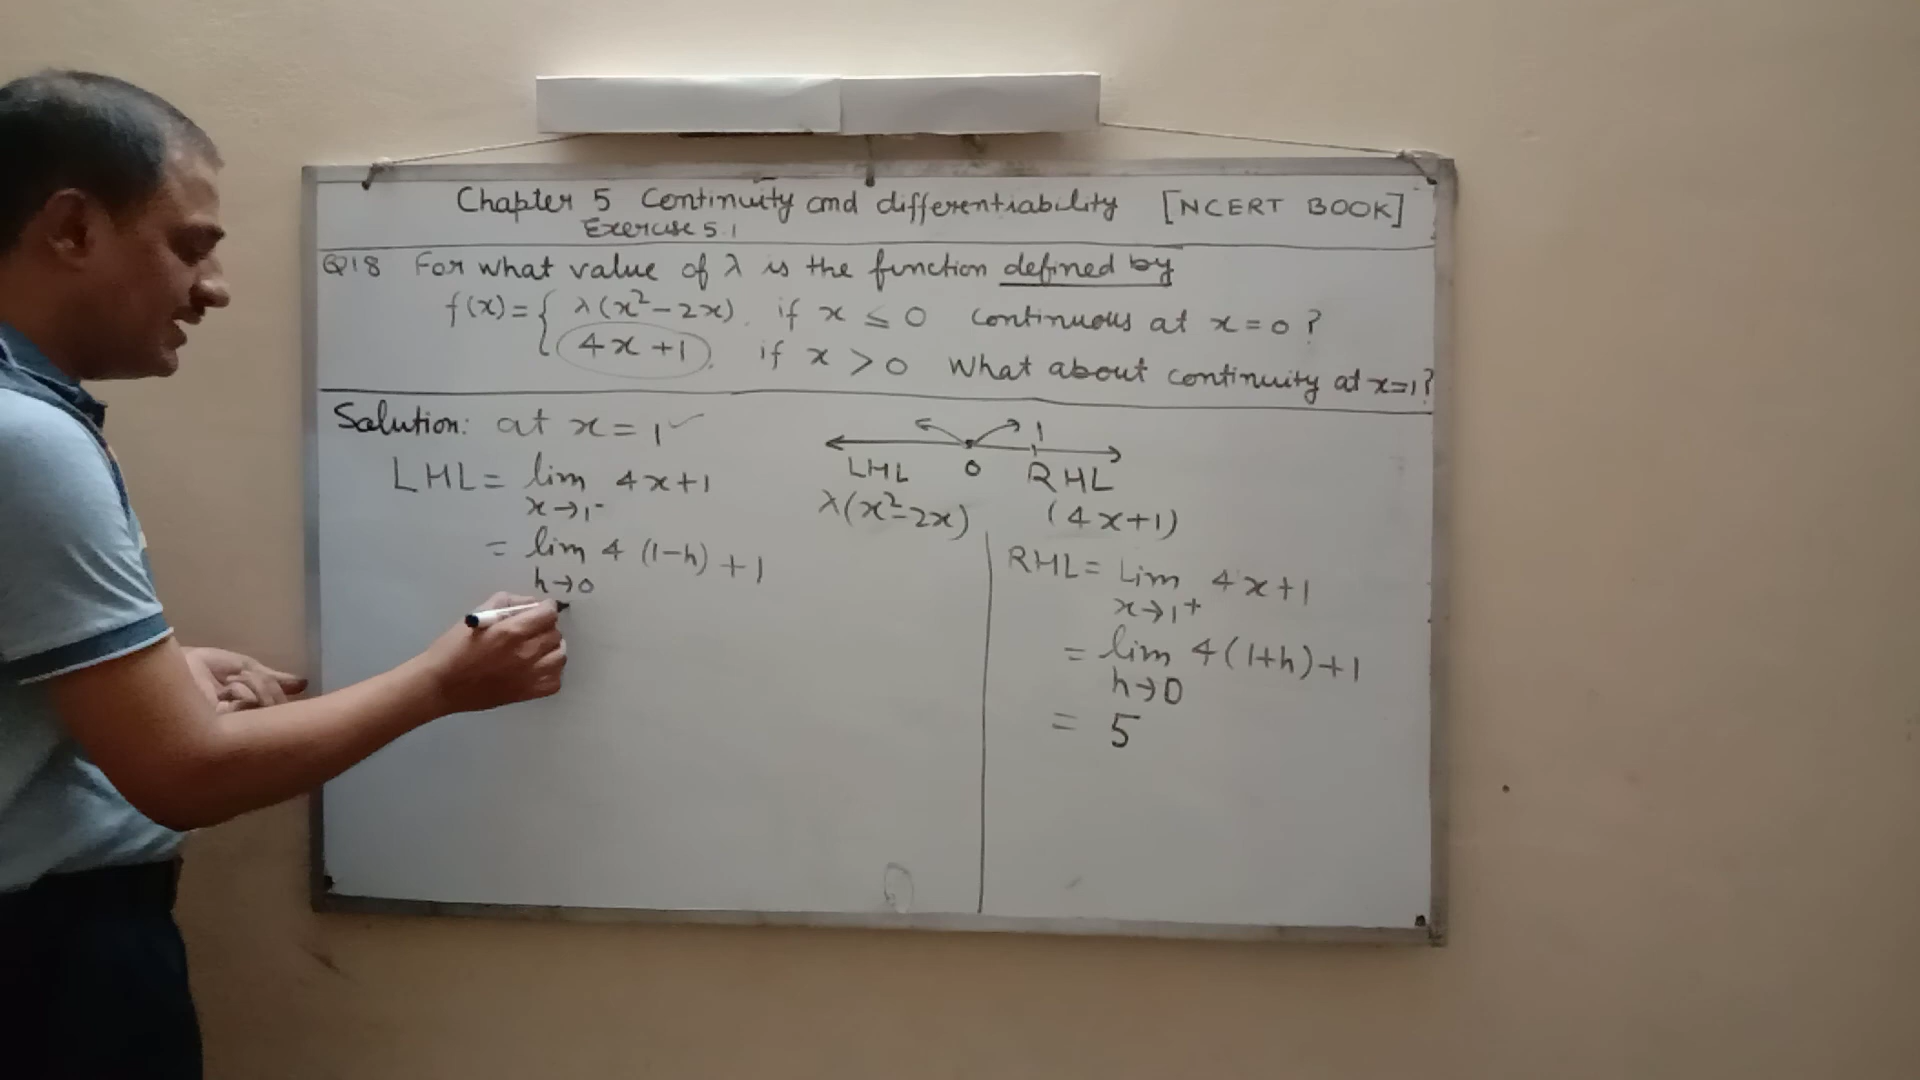 Chapter 5 Continuity and differentiability [NCERT BOOK]
Exercise 5.1
Q18 For what value of λ is the function defined by
f(x) = { λ(x²-2x), if x ≤ 0 continuous at x=0?
4x+1, if x > 0 What about continuity at x=1?
Solution: at x = 1
LHL = lim 4x+1
x→1⁻
= lim 4 (1-h) + 1
h→0
1
LHL 0 RHL
λ(x²-2x) (4x+1)
RHL = Lim 4x+1
x→1⁺
= lim 4(1+h)+1
h→0
= 5